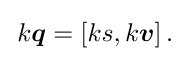 k𝒒 = [ks, k𝒗] .